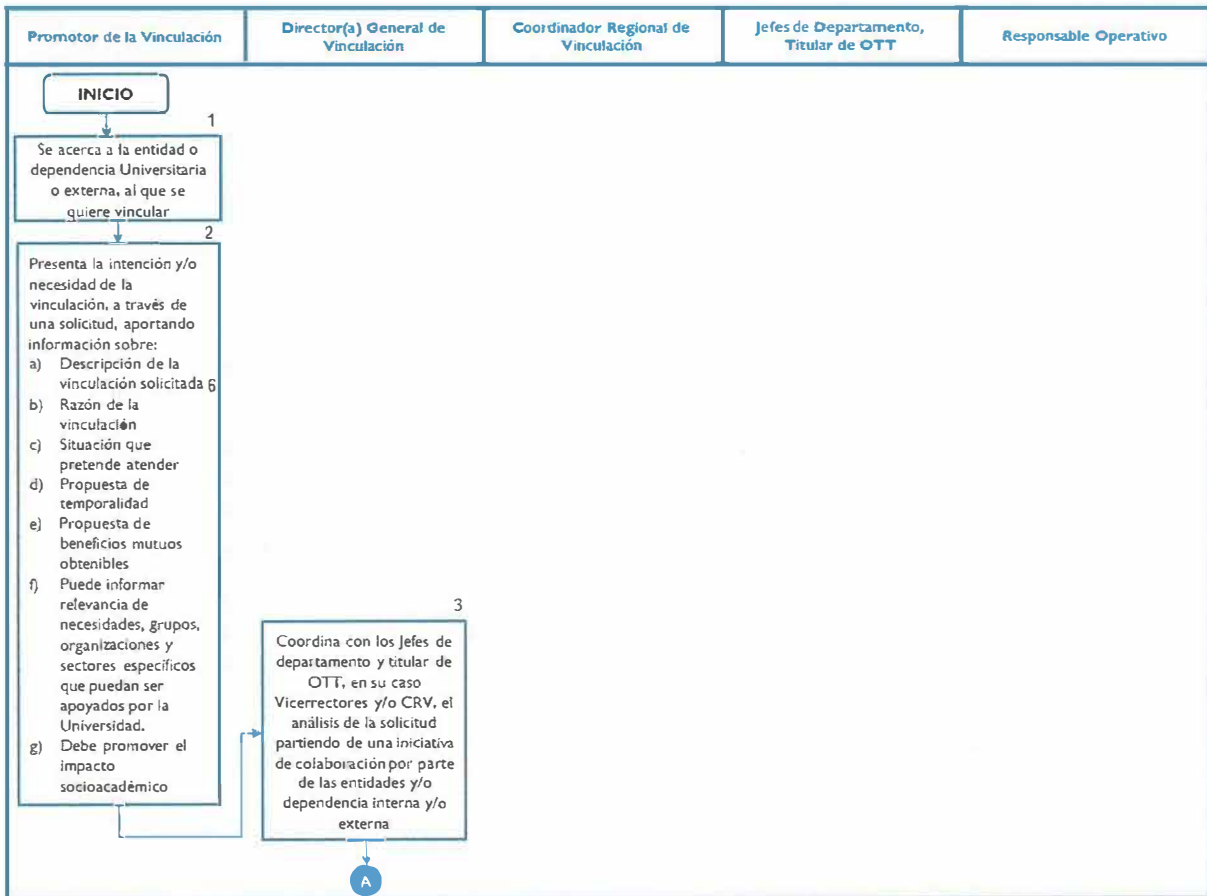 Promotor de la Vinculación
Director(a) General de
Vinculación
Coordinador Regional de
Vinculación
Jefes de Departamento,
Titular de OTT
Responsable Operativo
INICIO
1
Se acerca a la entidad o
dependencia Universitaria
o externa, al que se
quiere vincular
2
Presenta la intención y/o
necesidad de la
vinculación, a través de
una solicitud, aportando
información sobre:
a) Descripción de la
vinculación solicitada 6
b) Razón de la
vinculación
c) Situación que
pretende atender
d) Propuesta de
temporalidad
e) Propuesta de
beneficios mutuos
obtenibles
f) Puede informar
relevancia de
necesidades, grupos,
organizaciones y
sectores específicos
que puedan ser
apoyados por la
Universidad.
g) Debe promover el
impacto
socioacadémico
3
Coordina con los Jefes de
departamento y titular de
OTT, en su caso
Vicerrectores y/o CRV, el
análisis de la solicitud
partiendo de una iniciativa
de colaboración por parte
de las entidades y/o
dependencia interna y/o
externa
A